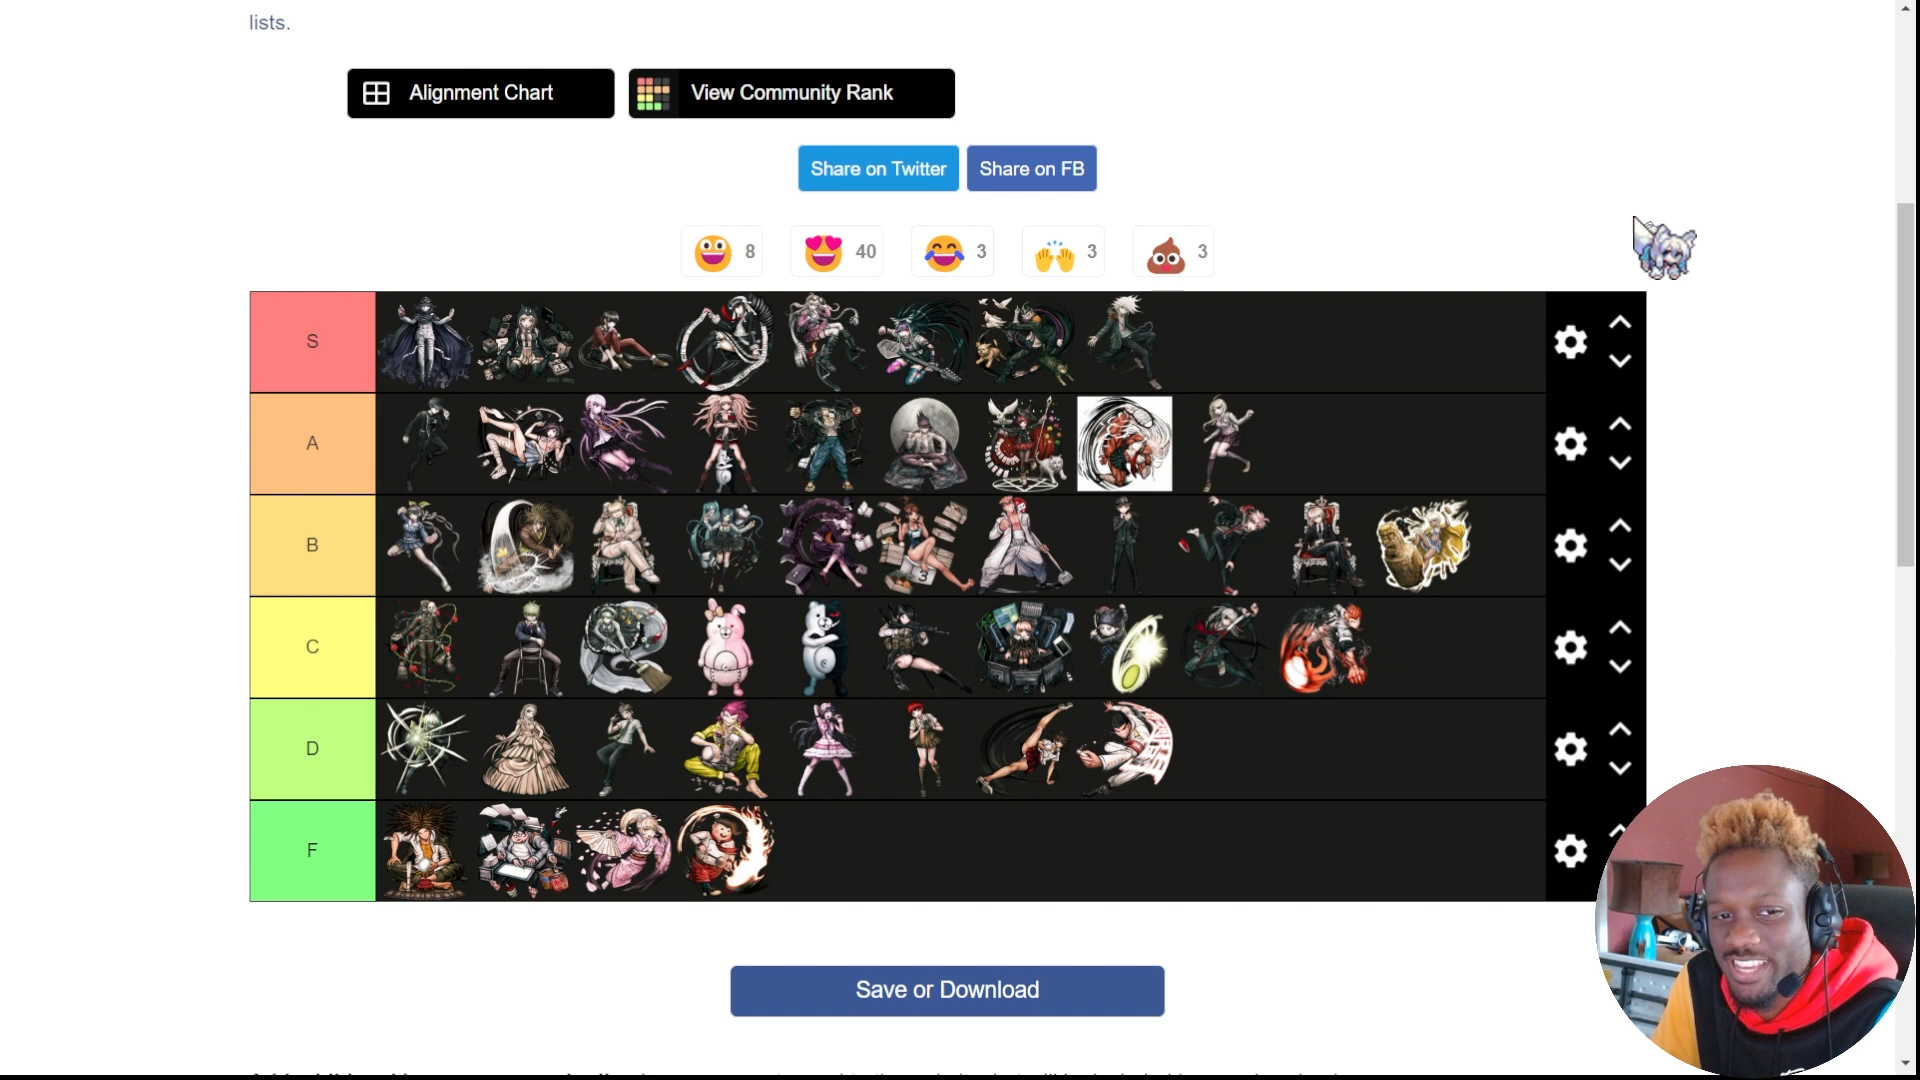 lists.
Alignment Chart
View Community Rank
Share on Twitter
Share on FB
8
40
3
3
3
S
A
B
3
C
D
F
Save or Download